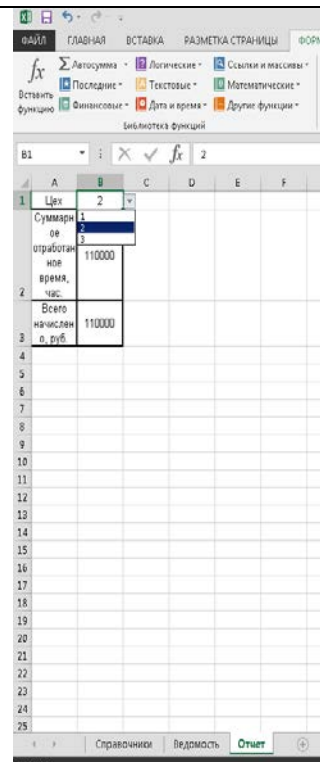 ФАЙЛ ГЛАВНАЯ ВСТАВКА РАЗМЕТКА СТРАНИЦЫ ФОРМ
fx Σ Автосумма Логические Ссылки и массивы
Вставить функцию Последние Текстовые Математические
Финансовые Дата и время Другие функции
Библиотека функций
B1 fx 2
A B C D E F
1 Цех 2
1
2
3
2 Суммарн
ое
отработан
ное
время,
час. 110000
3 Всего
начислен
о, руб. 110000
4
5
6
7
8
9
10
11
12
13
14
15
16
17
18
19
20
21
22
23
24
25
Справочники Ведомость Отчет